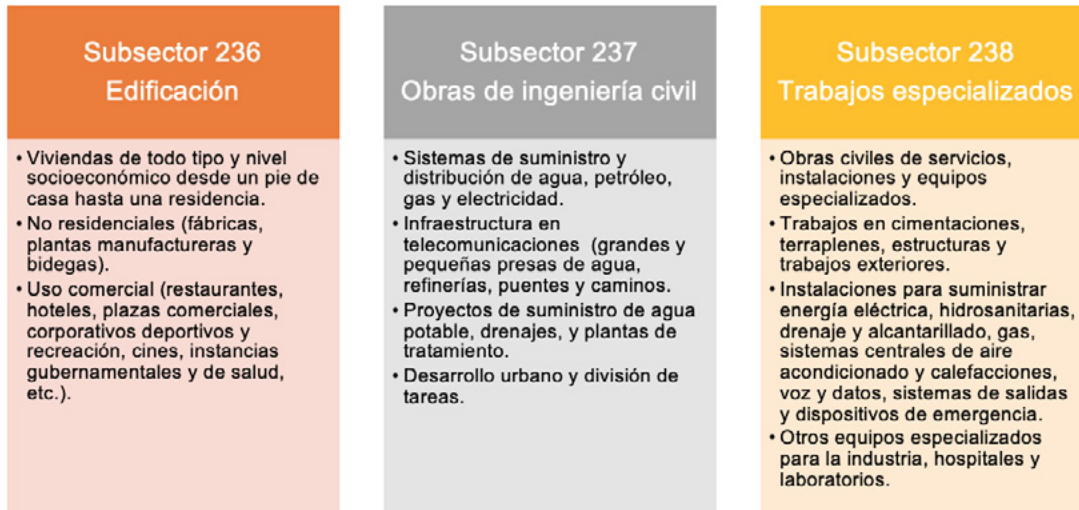 Subsector 236
Edificación
• Viviendas de todo tipo y nivel
socioeconómico desde un pie de
casa hasta una residencia.
• No residenciales (fábricas,
plantas manufactureras y
bidegas).
• Uso comercial (restaurantes,
hoteles, plazas comerciales,
corporativos deportivos y
recreación, cines, instancias
gubernamentales y de salud,
etc.).
Subsector 237
Obras de ingeniería civil
• Sistemas de suministro y
distribución de agua, petróleo,
gas y electricidad.
• Infraestructura en
telecomunicaciones (grandes y
pequeñas presas de agua,
refinerías, puentes y caminos.
• Proyectos de suministro de agua
potable, drenajes, y plantas de
tratamiento.
• Desarrollo urbano y división de
tareas.
Subsector 238
Trabajos especializados
• Obras civiles de servicios,
instalaciones y equipos
especializados.
• Trabajos en cimentaciones,
terraplenes, estructuras y
trabajos exteriores.
• Instalaciones para suministrar
energía eléctrica, hidrosanitarias,
drenaje y alcantarillado, gas,
sistemas centrales de aire
acondicionado y calefacciones,
voz y datos, sistemas de salidas
y dispositivos de emergencia.
• Otros equipos especializados
para la industria, hospitales y
laboratorios.